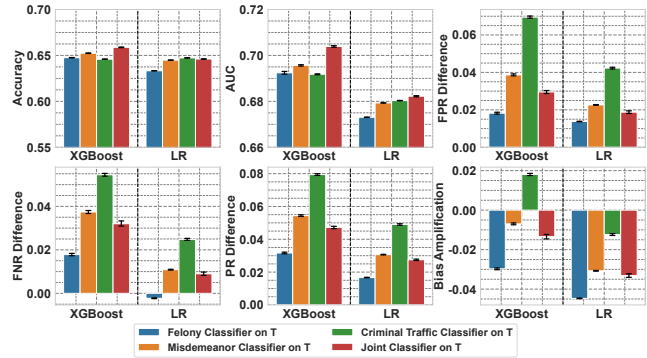 Accuracy
0.70
0.65
0.60
0.55
XGBoost
LR
AUC
0.72
0.70
0.68
0.66
XGBoost
LR
FPR Difference
0.06
0.04
0.02
0.00
XGBoost
LR
FNR Difference
0.04
0.02
0.00
XGBoost
LR
PR Difference
0.08
0.06
0.04
0.02
0.00
XGBoost
LR
Bias Amplification
0.02
0.00
-0.02
-0.04
XGBoost
LR
Felony Classifier on T
Criminal Traffic Classifier on T
Misdemeanor Classifier on T
Joint Classifier on T